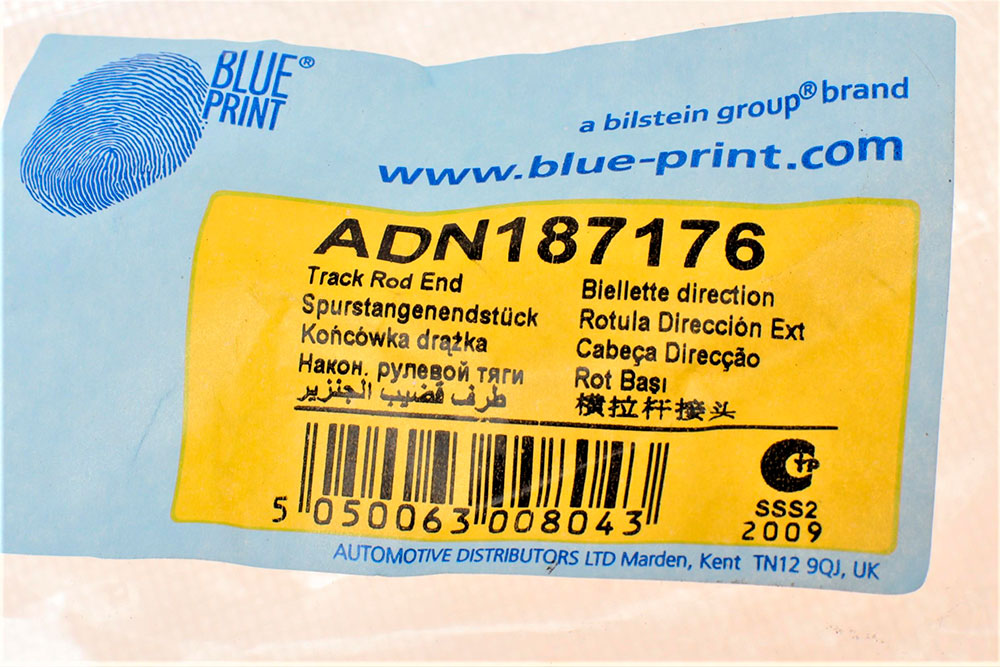 BLUE®
PRINT
a bilstein group® brand
www.blue-print.com
ADN187176
Track Rod End
Spurstangenendstück
Końcówka drążka
Након. рулевой тяги
طرف قضيب الجنزير
Biellette direction
Rotula Dirección Ext
Cabeça Direcção
Rot Başı
横拉杆接头
5 050063 008043
TP
SSS2
2009
AUTOMOTIVE DISTRIBUTORS LTD Marden, Kent TN12 9QJ, UK